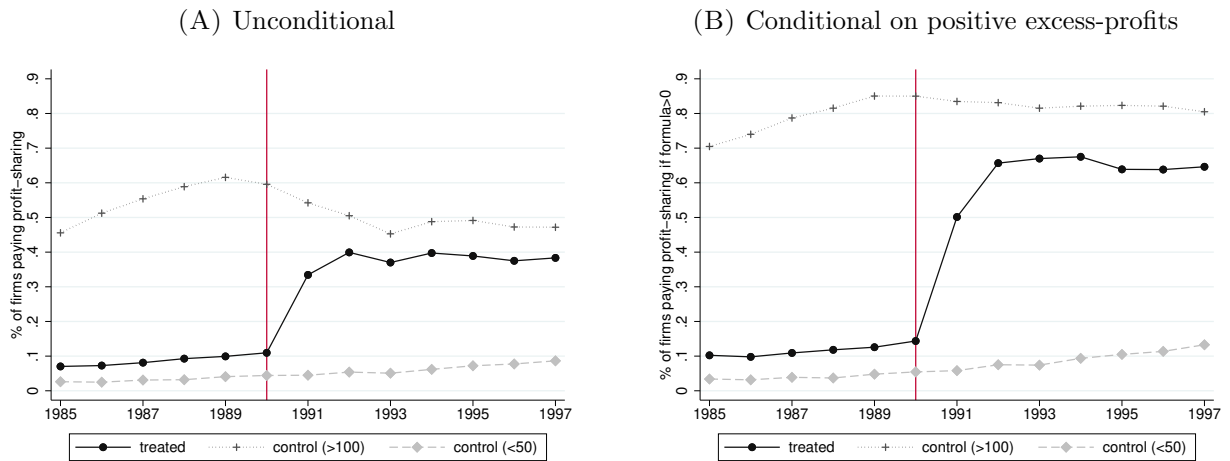 (A) Unconditional
% of firms paying profit-sharing
.9
.8
.7
.6
.5
.4
.3
.2
.1
0
1985 1987 1989 1991 1993 1995 1997
treated control (>100) control (<50)
(B) Conditional on positive excess-profits
% of firms paying profit-sharing if formula>0
.9
.8
.7
.6
.5
.4
.3
.2
.1
0
1985 1987 1989 1991 1993 1995 1997
treated control (>100) control (<50)